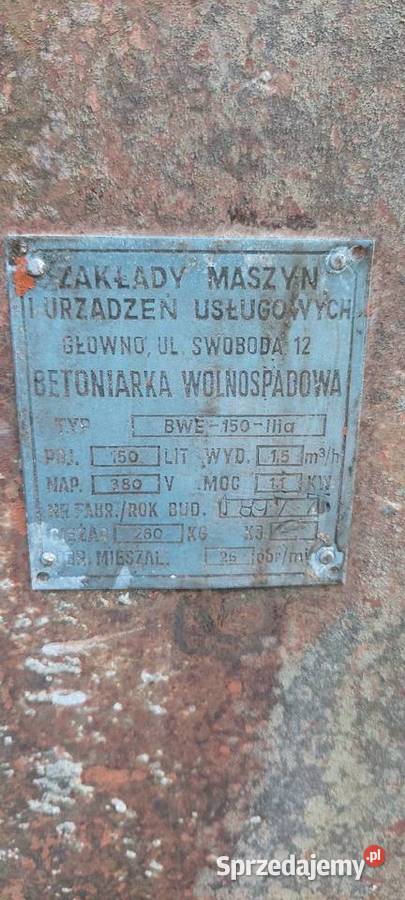 ZAKŁADY MASZYN
I URZĄDZEŃ USŁUGOWYCH
GŁOWNO, UL. SWOBODA 12
BETONIARKA WOLNOSPADOWA
TYP BWE-150-IIIa
POJ. 150 LIT WYD. 1,5 m³/h
NAP. 380 V MOC 1,1 KW
NR FABR./ROK BUD.
CIĘŻAR 260 KG KJ
OBR. MIESZAL. 26 obr/min
Sprzedajemy.pl